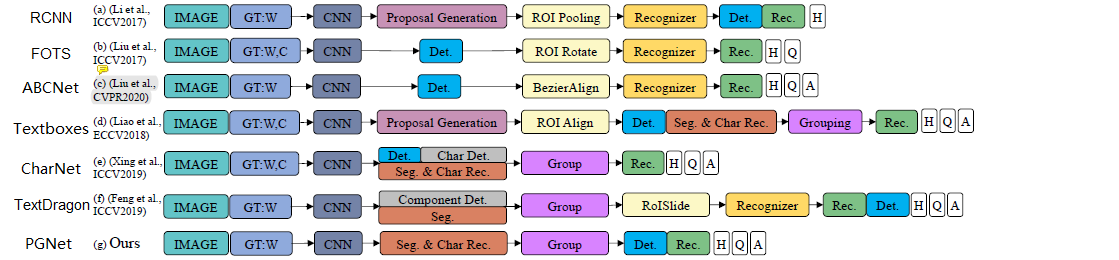 RCNN (a) (Li et al., ICCV2017) IMAGE GT:W CNN Proposal Generation ROI Pooling Recognizer Det. Rec. H
FOTS (b) (Liu et al., ICCV2017) IMAGE GT:W,C CNN Det. ROI Rotate Recognizer Rec. H Q
ABCNet (c) (Liu et al., CVPR2020) IMAGE GT:W CNN Det. BezierAlign Recognizer Rec. H Q A
Textboxes (d) (Liao et al., ECCV2018) IMAGE GT:W,C CNN Proposal Generation ROI Align Det. Seg. & Char Rec. Grouping Rec. H Q A
CharNet (e) (Xing et al., ICCV2019) IMAGE GT:W,C CNN Det. Char Det. Seg. & Char Rec. Group Rec. H Q A
TextDragon (f) (Feng et al., ICCV2019) IMAGE GT:W CNN Component Det. Seg. Group RoISlide Recognizer Rec. Det. H Q A
PGNet (g) Ours IMAGE GT:W CNN Seg. & Char Rec. Group Det. Rec. H Q A